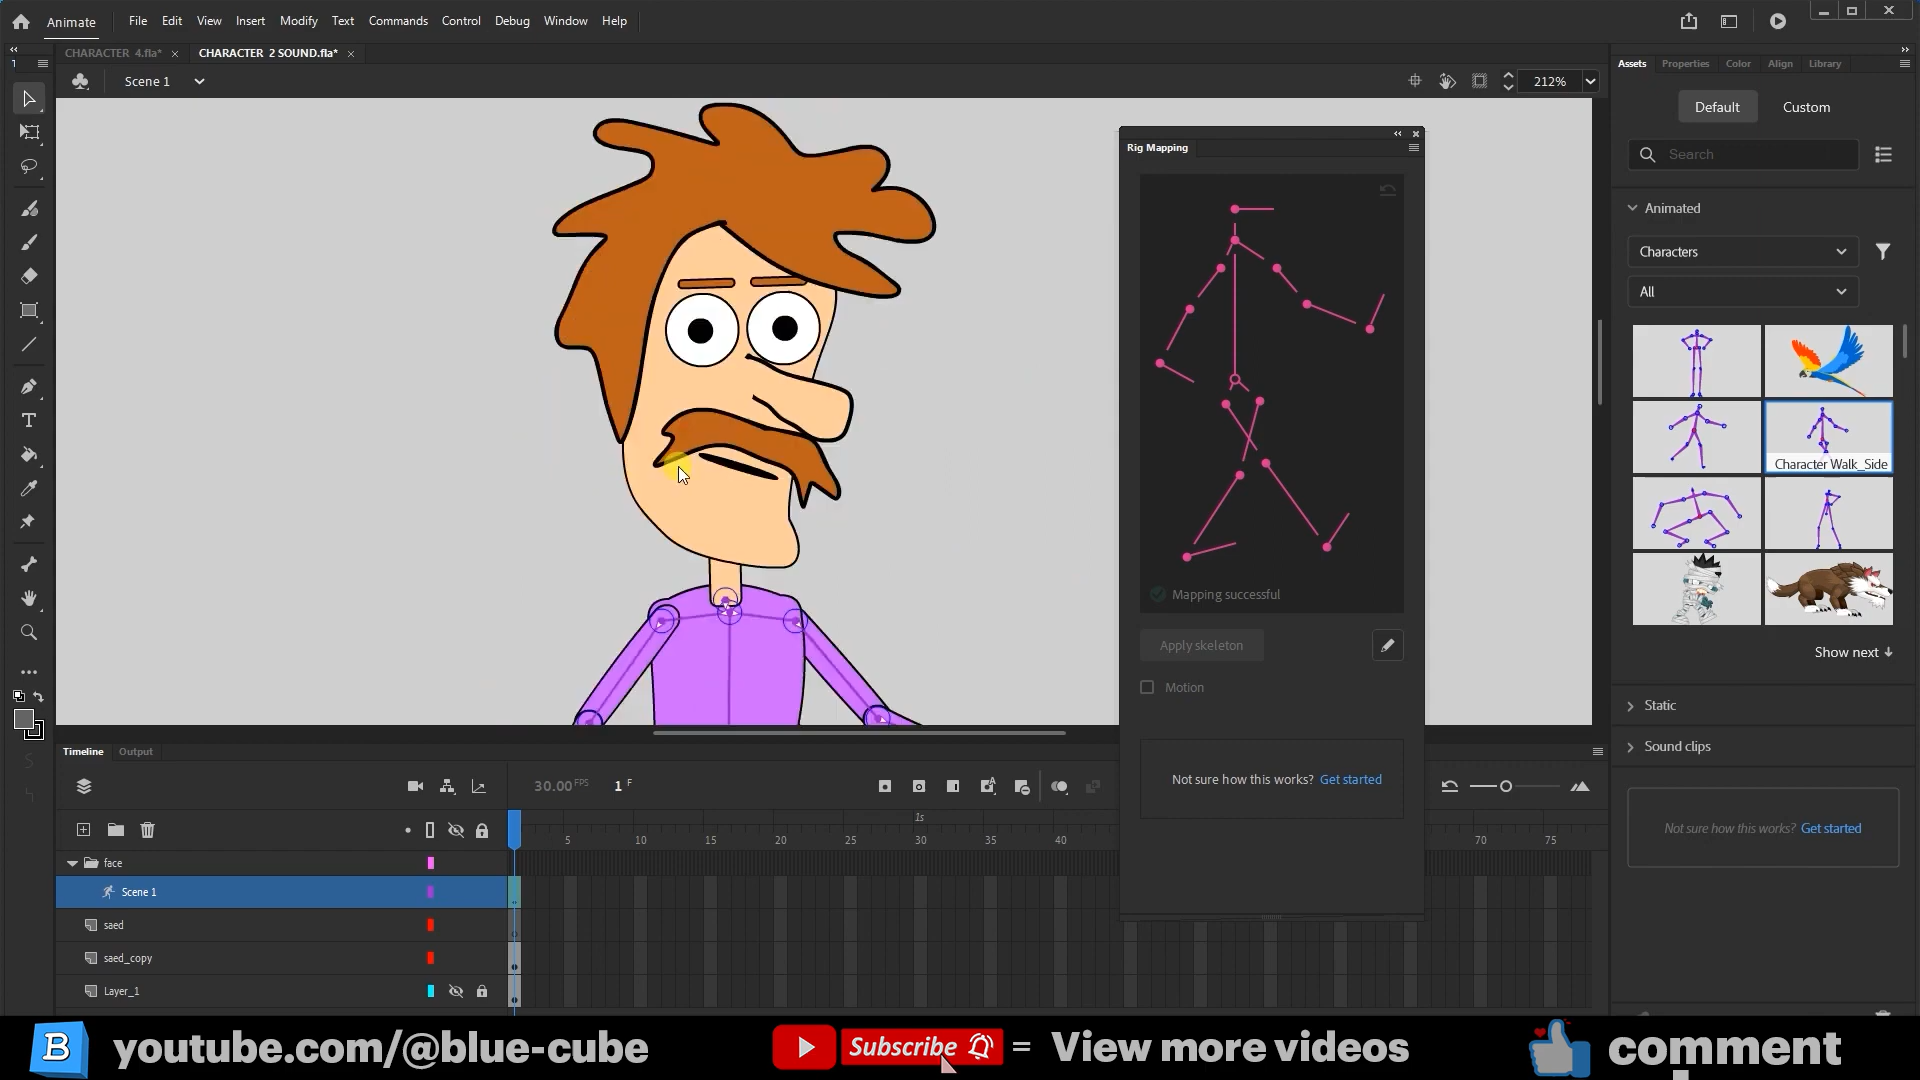 Animate
File Edit View Insert Modify Text Commands Control Debug Window Help
CHARACTER 4.fla* × CHARACTER 2 SOUND.fla* ×
Scene 1
212%
Assets Properties Color Align Library
Default Custom
Search
Animated
Characters
All
Character Walk_Side
Show next
Static
Sound clips
Not sure how this works? Get started
Rig Mapping
Mapping successful
Apply skeleton
Motion
Not sure how this works? Get started
Timeline Output
30.00 FPS 1 F
1s
5 10 15 20 25 30 35 40 70 75
face
Scene 1
saed
saed_copy
Layer_1
B youtube.com/@blue-cube Subscribe = View more videos comment